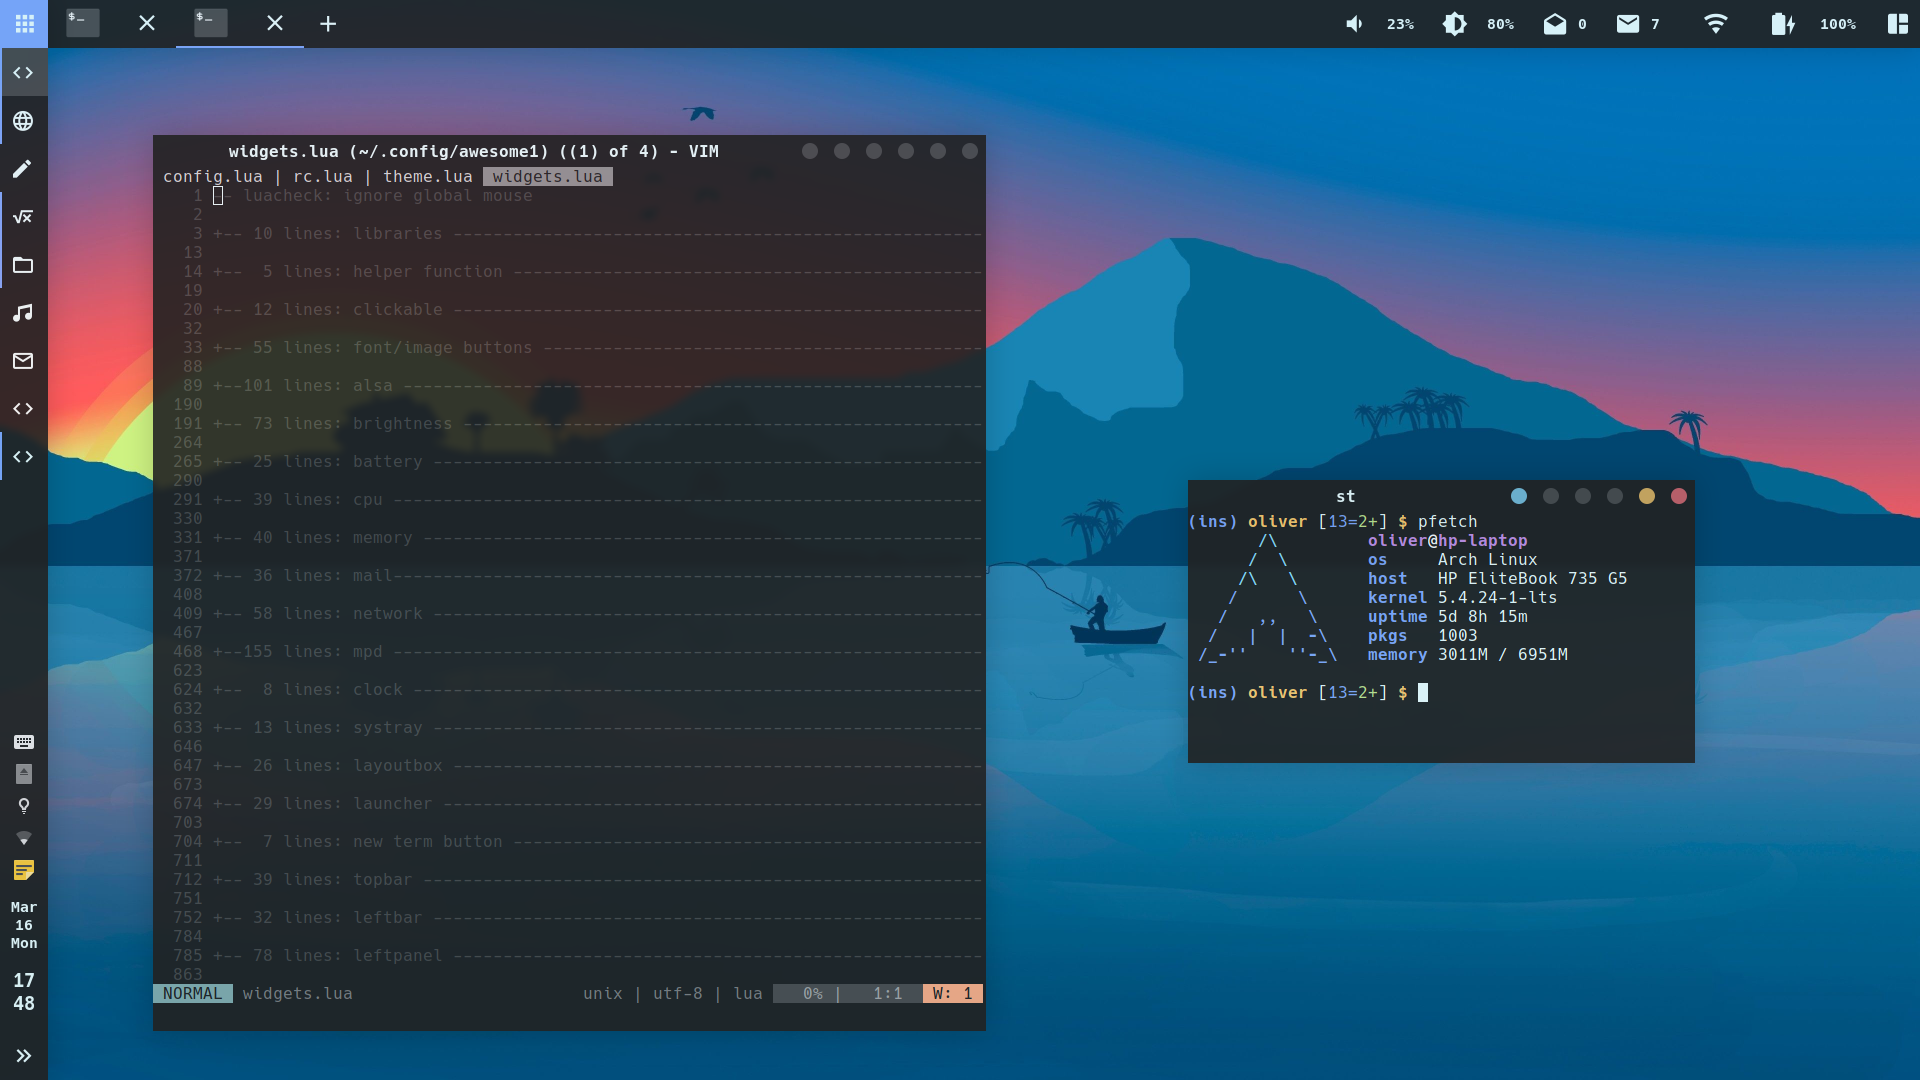 $_ $_ 23% 80% 0 7 100%
widgets.lua (~/.config/awesome1) ((1) of 4) - VIM
config.lua | rc.lua | theme.lua widgets.lua
1 -- luacheck: ignore global mouse
2
3 +-- 10 lines: libraries --------------------------------------------------
13
14 +-- 5 lines: helper function --------------------------------------------
19
20 +-- 12 lines: clickable --------------------------------------------------
32
33 +-- 55 lines: font/image buttons -----------------------------------------
88
89 +--101 lines: alsa -------------------------------------------------------
190
191 +-- 73 lines: brightness -------------------------------------------------
264
265 +-- 25 lines: battery ----------------------------------------------------
290
291 +-- 39 lines: cpu --------------------------------------------------------
330
331 +-- 40 lines: memory -----------------------------------------------------
371
372 +-- 36 lines: mail--------------------------------------------------------
408
409 +-- 58 lines: network ----------------------------------------------------
467
468 +--155 lines: mpd --------------------------------------------------------
623
624 +-- 8 lines: clock ------------------------------------------------------
632
633 +-- 13 lines: systray ----------------------------------------------------
646
647 +-- 26 lines: layoutbox --------------------------------------------------
673
674 +-- 29 lines: launcher ---------------------------------------------------
703
704 +-- 7 lines: new term button --------------------------------------------
711
712 +-- 39 lines: topbar -----------------------------------------------------
751
752 +-- 32 lines: leftbar ----------------------------------------------------
784
785 +-- 78 lines: leftpanel --------------------------------------------------
863
NORMAL widgets.lua unix | utf-8 | lua 0% | 1:1 W: 1
st
(ins) oliver [13=2+] $ pfetch
/\ oliver@hp-laptop
/ \ os Arch Linux
/\ \ host HP EliteBook 735 G5
/ \ kernel 5.4.24-1-lts
/ ,, \ uptime 5d 8h 15m
/ | | -\ pkgs 1003
/_-'' ''-_\ memory 3011M / 6951M
(ins) oliver [13=2+] $
Mar
16
Mon
17
48